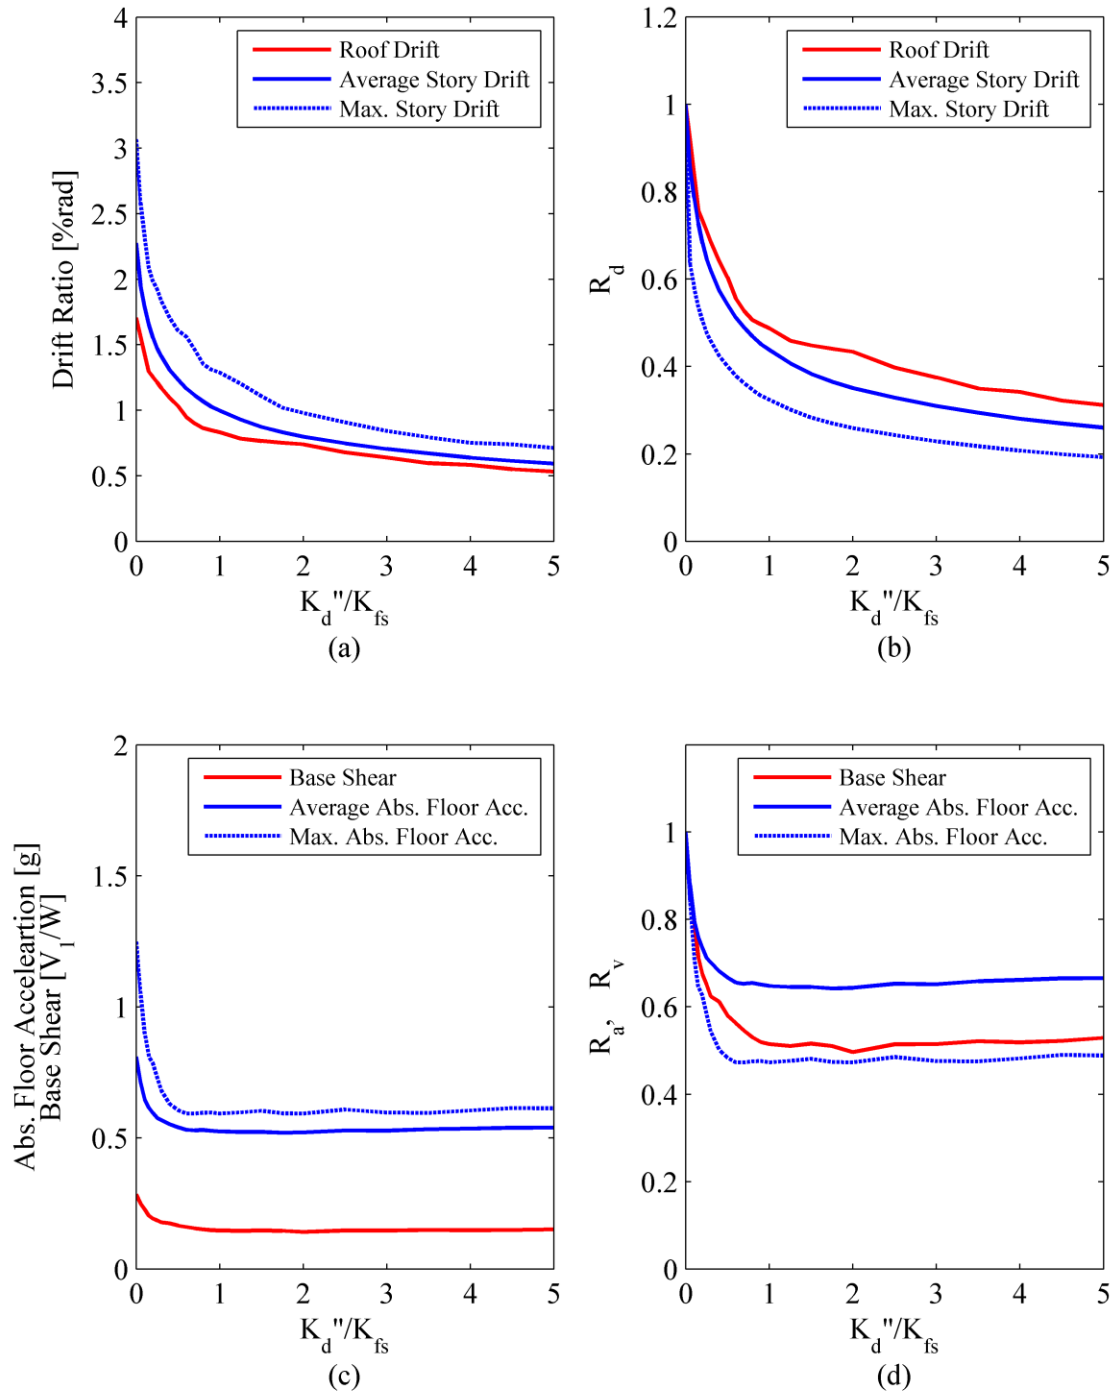 4
3.5
3
2.5
2
1.5
1
0.5
0
Drift Ratio [%rad]
Roof Drift
Average Story Drift
Max. Story Drift
0 1 2 3 4 5
K_d''/K_fs
(a)
1.2
1
0.8
0.6
0.4
0.2
0
R_d
Roof Drift
Average Story Drift
Max. Story Drift
0 1 2 3 4 5
K_d''/K_fs
(b)
2
1.5
1
0.5
0
Abs. Floor Acceleartion [g]
Base Shear [V_1/W]
Base Shear
Average Abs. Floor Acc.
Max. Abs. Floor Acc.
0 1 2 3 4 5
K_d''/K_fs
(c)
1
0.8
0.6
0.4
0.2
0
R_a, R_v
Base Shear
Average Abs. Floor Acc.
Max. Abs. Floor Acc.
0 1 2 3 4 5
K_d''/K_fs
(d)